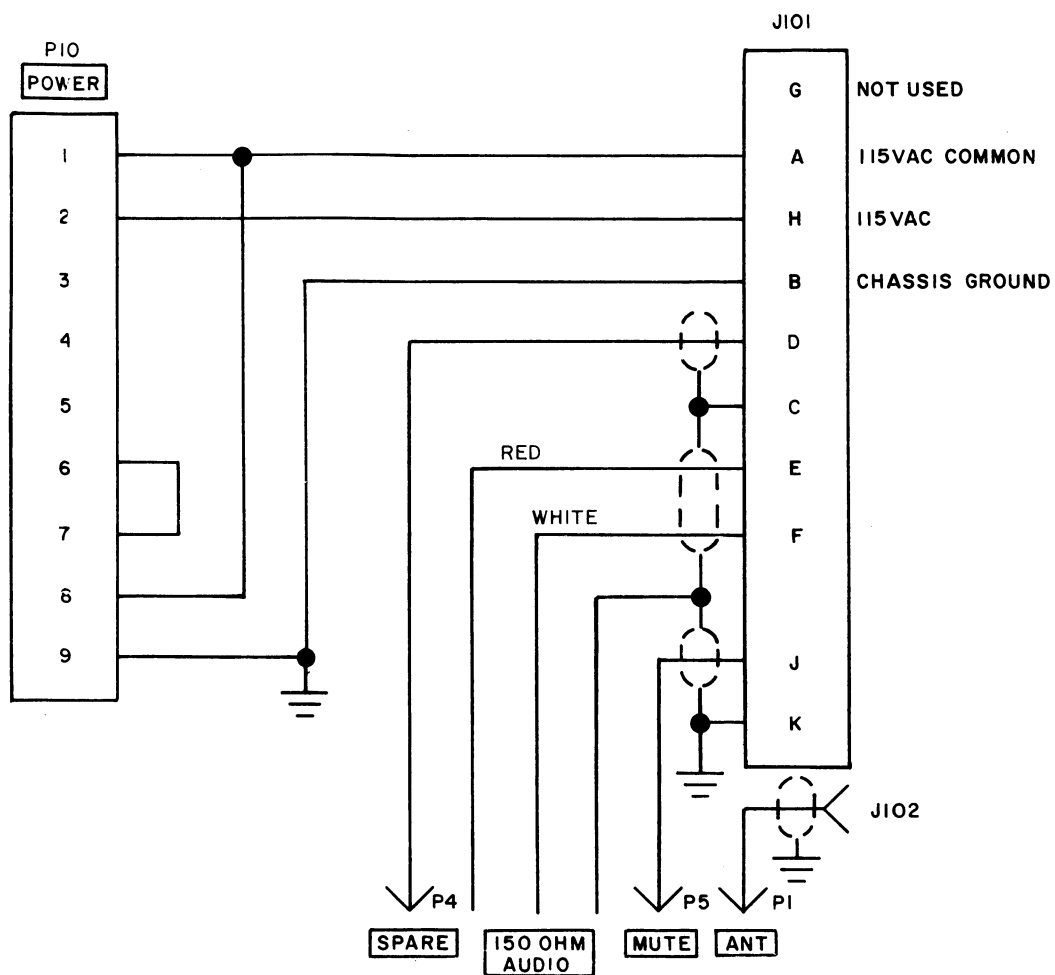 J101
P10
POWER
G NOT USED
1 A 115VAC COMMON
2 H 115VAC
3 B CHASSIS GROUND
4 D
5 C
6 RED E
7 WHITE F
8
9 J
K
J102
P4 P5 P1
SPARE 150 OHM AUDIO MUTE ANT